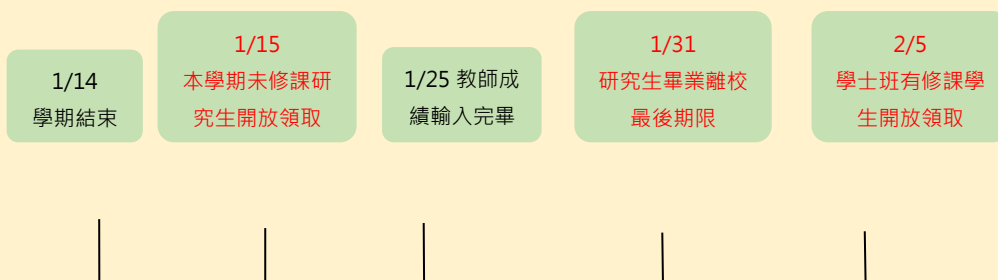 1/14
學期結束
1/15
本學期未修課研
究生開放領取
1/25 教師成
績輸入完畢
1/31
研究生畢業離校
最後期限
2/5
學士班有修課學
生開放領取